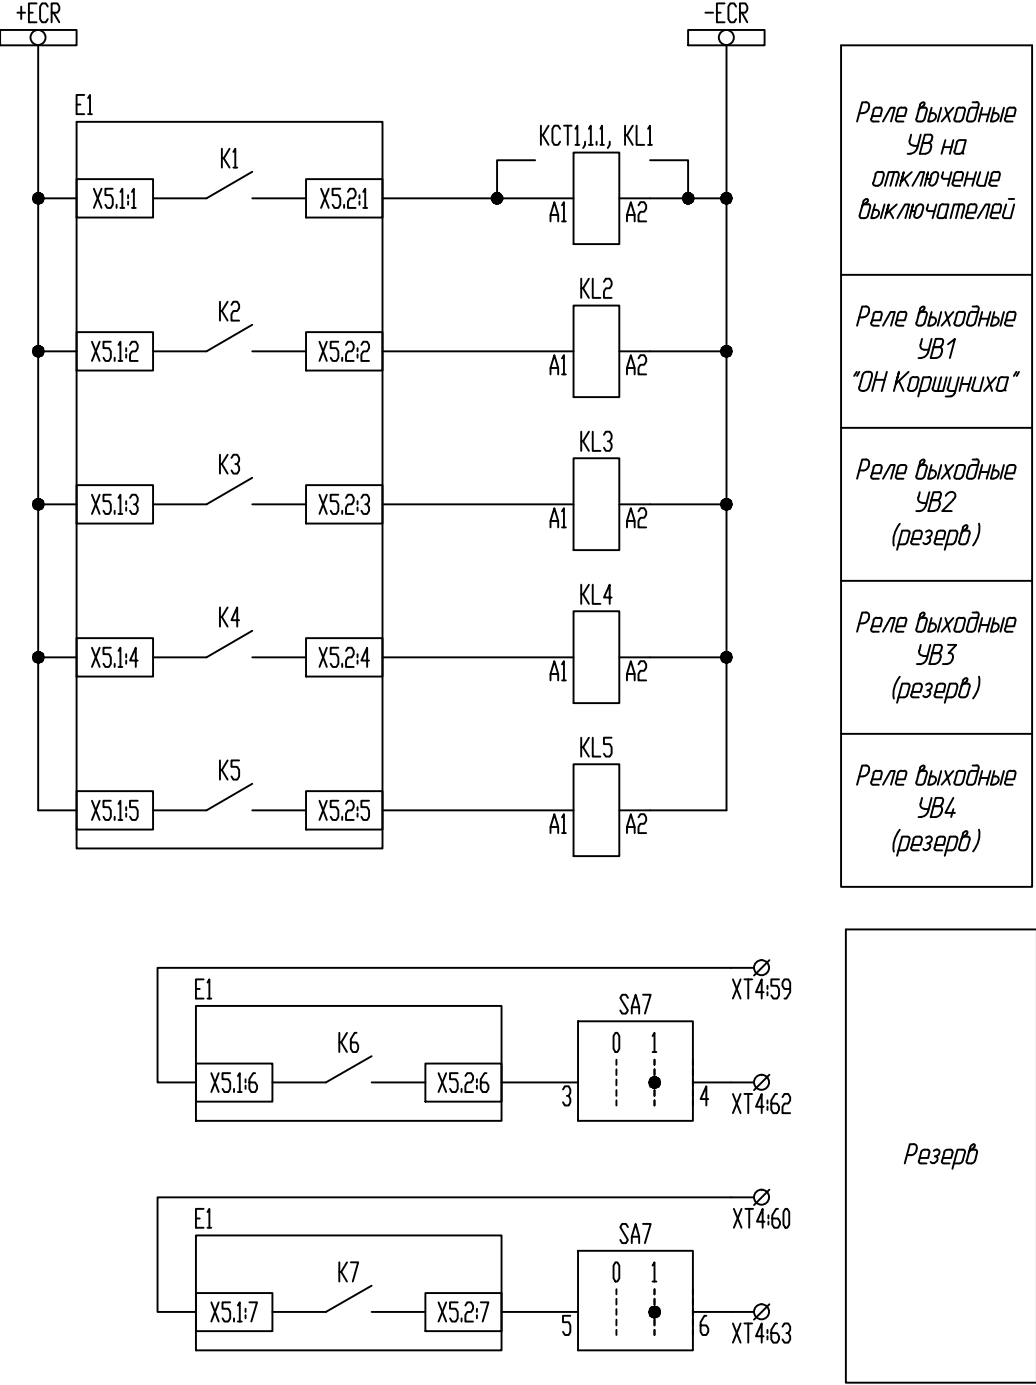 +ECR
-ECR
E1
K1
X5.1:1
X5.2:1
KCT1,1.1, KL1
A1
A2
Реле выходные
УВ на
отключение
выключателей
K2
X5.1:2
X5.2:2
KL2
A1
A2
Реле выходные
УВ1
"ОН Коршуниха"
K3
X5.1:3
X5.2:3
KL3
A1
A2
Реле выходные
УВ2
(резерв)
K4
X5.1:4
X5.2:4
KL4
A1
A2
Реле выходные
УВ3
(резерв)
K5
X5.1:5
X5.2:5
KL5
A1
A2
Реле выходные
УВ4
(резерв)
E1
K6
X5.1:6
X5.2:6
SA7
0 1
3
4
XT4:59
XT4:62
Резерв
E1
K7
X5.1:7
X5.2:7
SA7
0 1
5
6
XT4:60
XT4:63